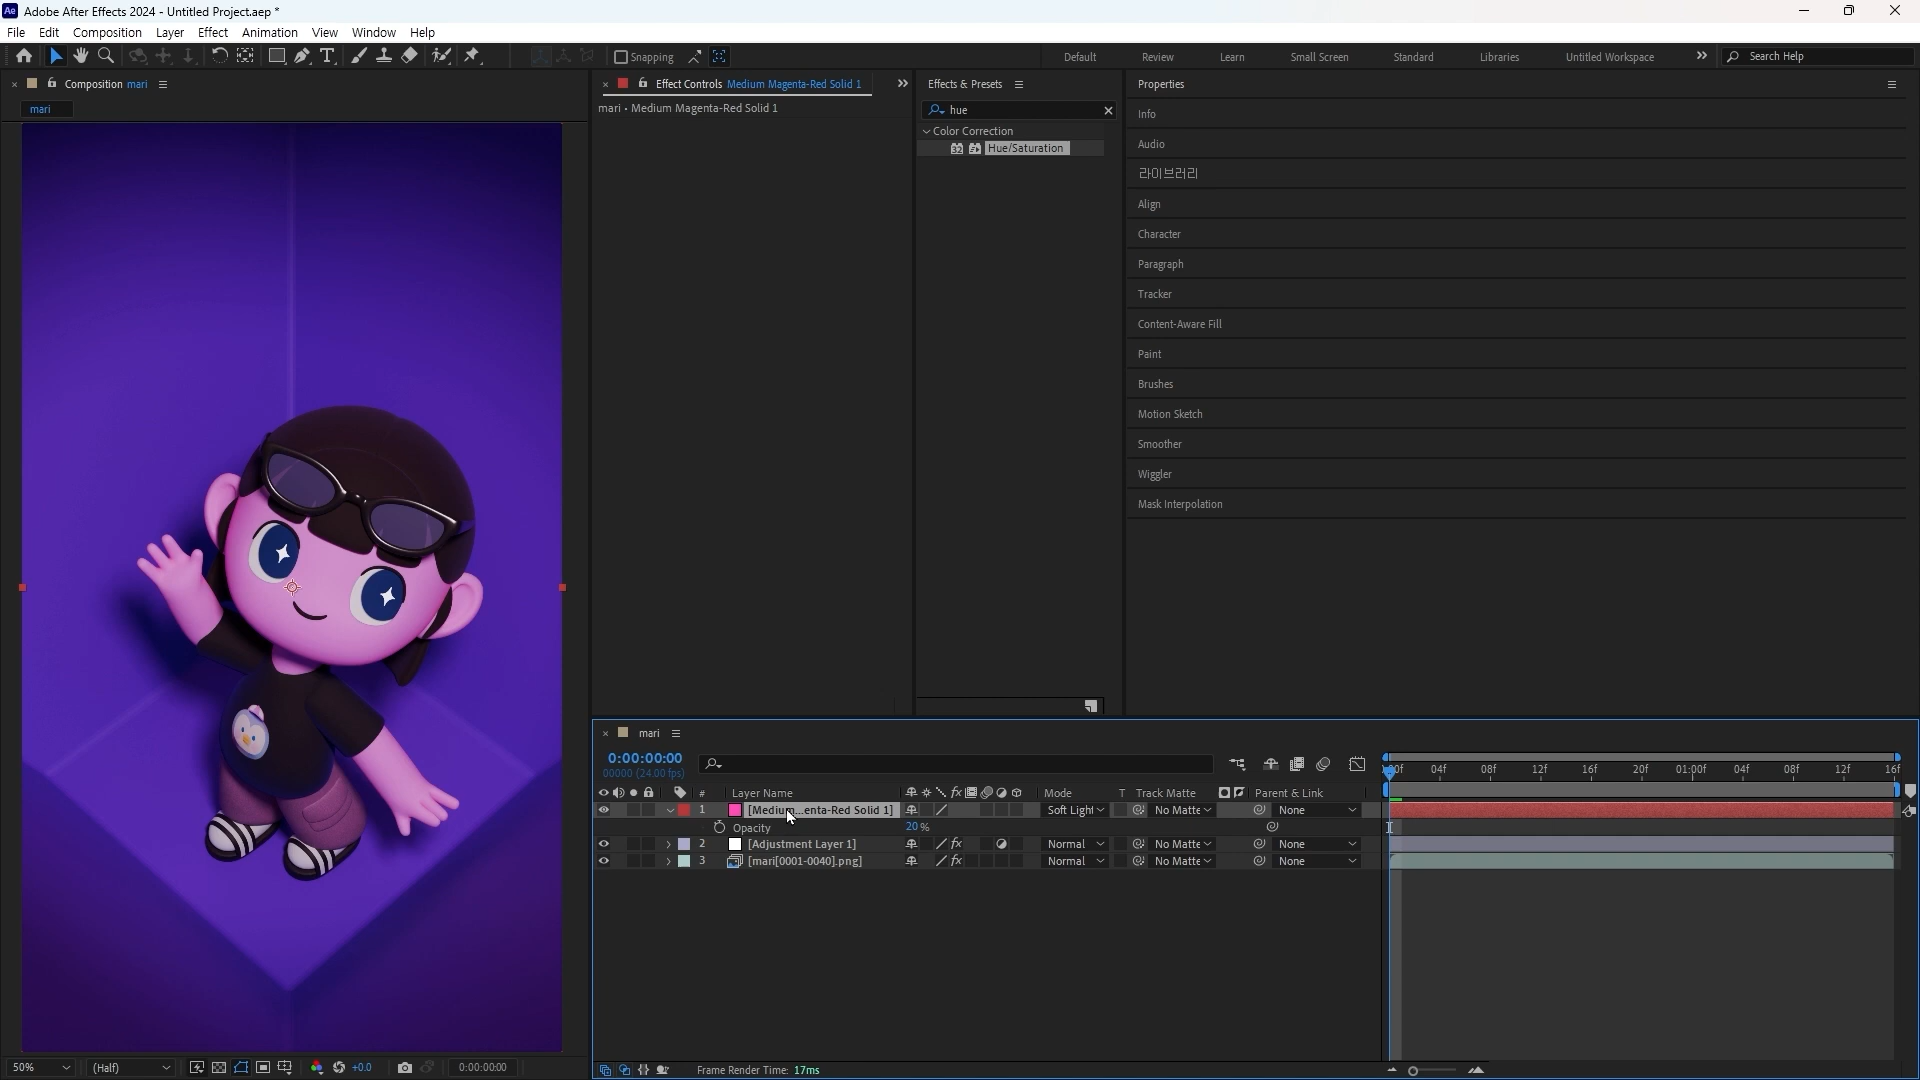 Ae Adobe After Effects 2024 - Untitled Project.aep *
File Edit Composition Layer Effect Animation View Window Help
Snapping Default Review Learn Small Screen Standard Libraries Untitled Workspace Search Help
Composition mari
mari
Effect Controls Medium Magenta-Red Solid 1
mari • Medium Magenta-Red Solid 1
Effects & Presets
hue
Color Correction
32 Hue/Saturation
Properties
Info
Audio
라이브러리
Align
Character
Paragraph
Tracker
Content-Aware Fill
Paint
Brushes
Motion Sketch
Smoother
Wiggler
Mask Interpolation
mari
0:00:00:00
00000 (24.00 fps)
:00f 04f 08f 12f 16f 20f 01:00f 04f 08f 12f 16f
# Layer Name fx Mode T Track Matte Parent & Link
1 [Medium...enta-Red Solid 1] Soft Light No Matte None
Opacity 20%
2 [Adjustment Layer 1] fx Normal No Matte None
3 [mari[0001-0040].png] fx Normal No Matte None
50% (Half) +0.0 0:00:00:00
Frame Render Time: 17ms